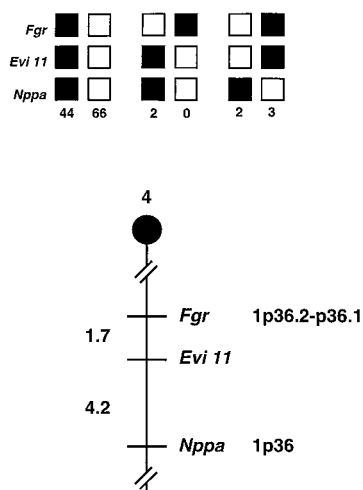 Fgr
Evi 11
Nppa
44 66 2 0 2 3
4
Fgr 1p36.2-p36.1
1.7
Evi 11
4.2
Nppa 1p36